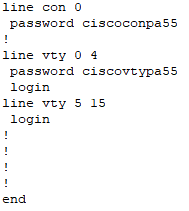 line con 0
 password ciscoconpa55
!
line vty 0 4
 password ciscovtypa55
 login
line vty 5 15
 login
!
!
!
!
end